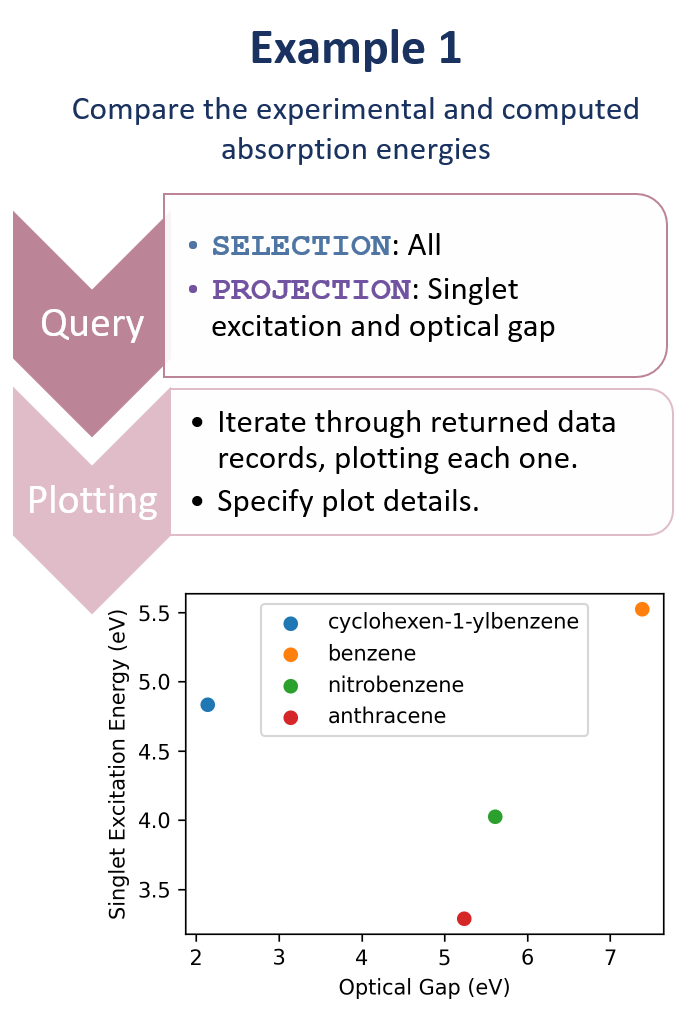 Example 1
Compare the experimental and computed
absorption energies
Query
• SELECTION: All
• PROJECTION: Singlet
excitation and optical gap
Plotting
• Iterate through returned data
records, plotting each one.
• Specify plot details.
Singlet Excitation Energy (eV)
5.5
5.0
4.5
4.0
3.5
cyclohexen-1-ylbenzene
benzene
nitrobenzene
anthracene
2 3 4 5 6 7
Optical Gap (eV)